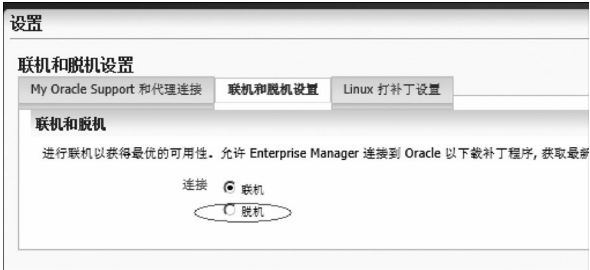 设置
联机和脱机设置
My Oracle Support 和代理连接 联机和脱机设置 Linux 打补丁设置
联机和脱机
进行联机以获得最优的可用性。允许 Enterprise Manager 连接到 Oracle 以下载补丁程序, 获取最新
连接 联机
脱机